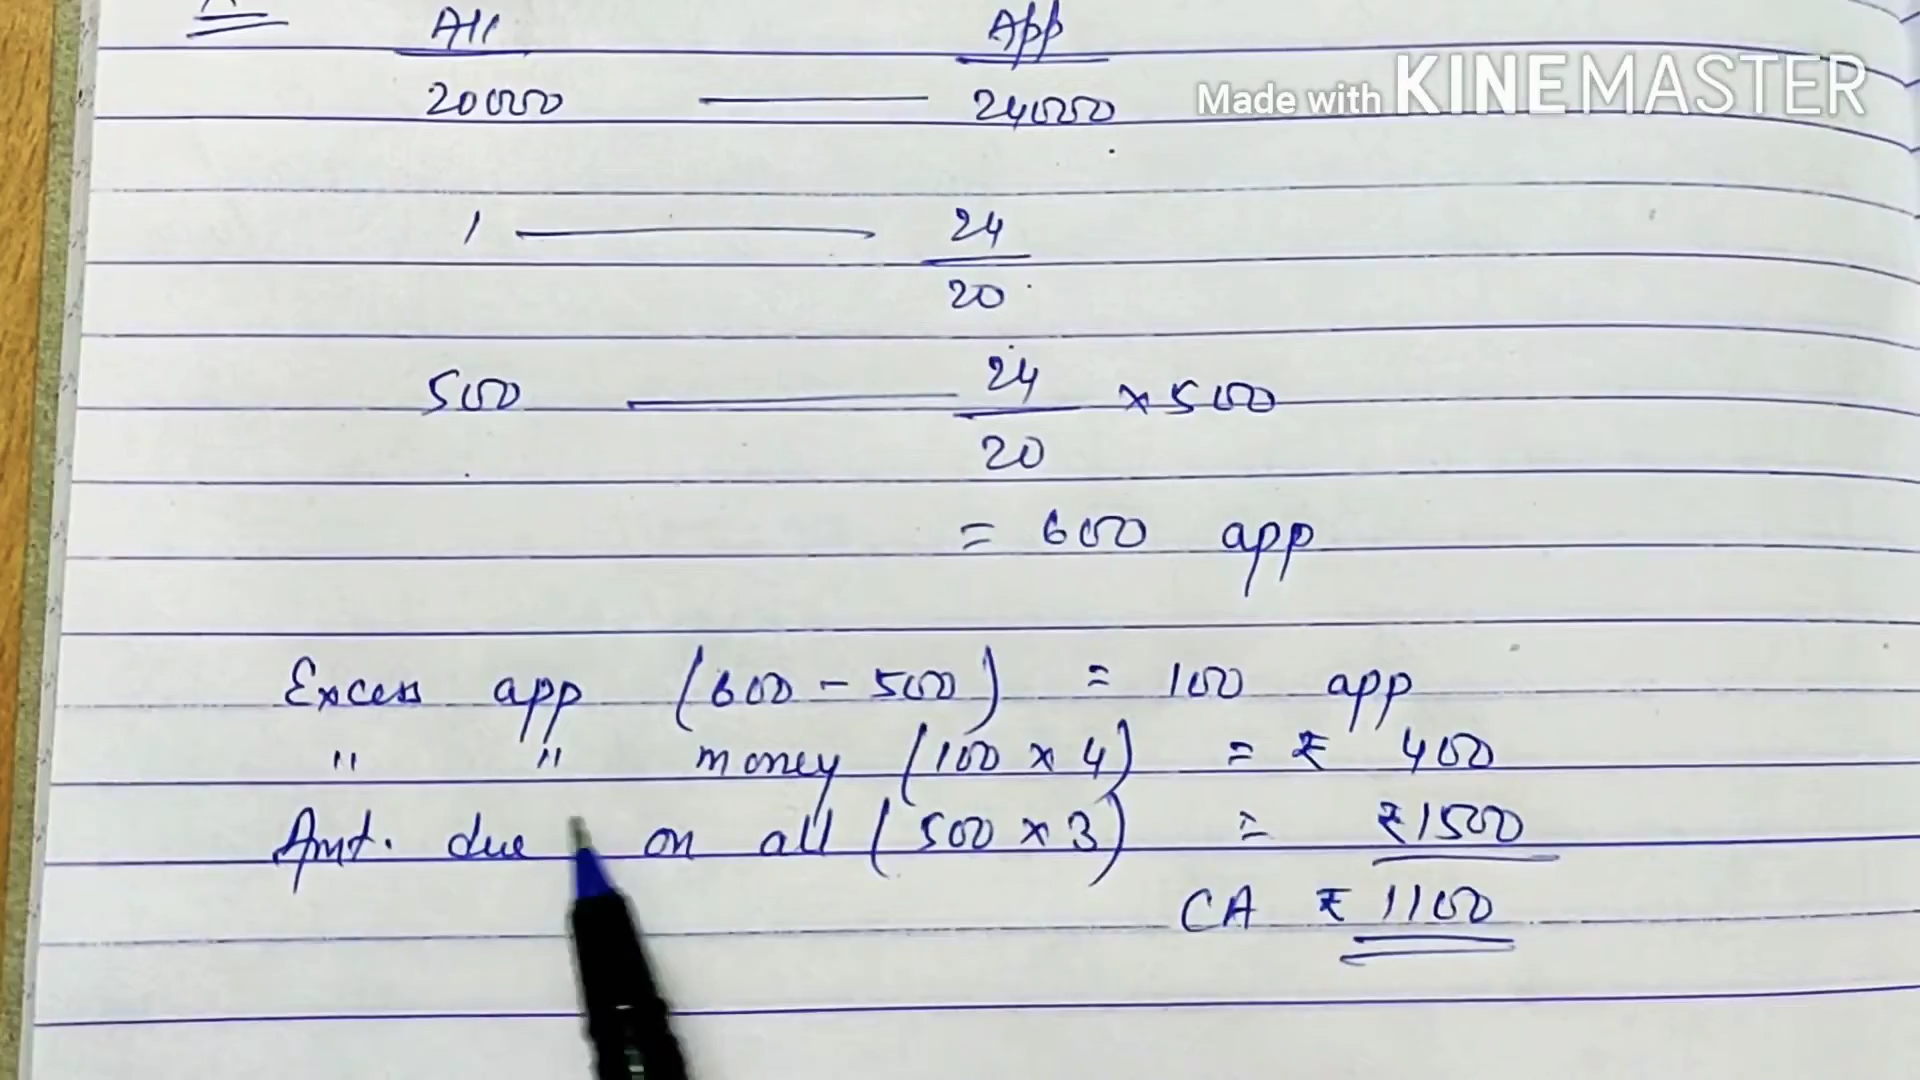 All App
20000 —— 24000
Made with KINEMASTER
1 —— 24
20
500 —— 24 × 500
20
= 600 app
Excess app (600 - 500) = 100 app
" " money (100 × 4) = ₹ 400
Amt. due on all (500 × 3) = ₹1500
CA ₹ 1100